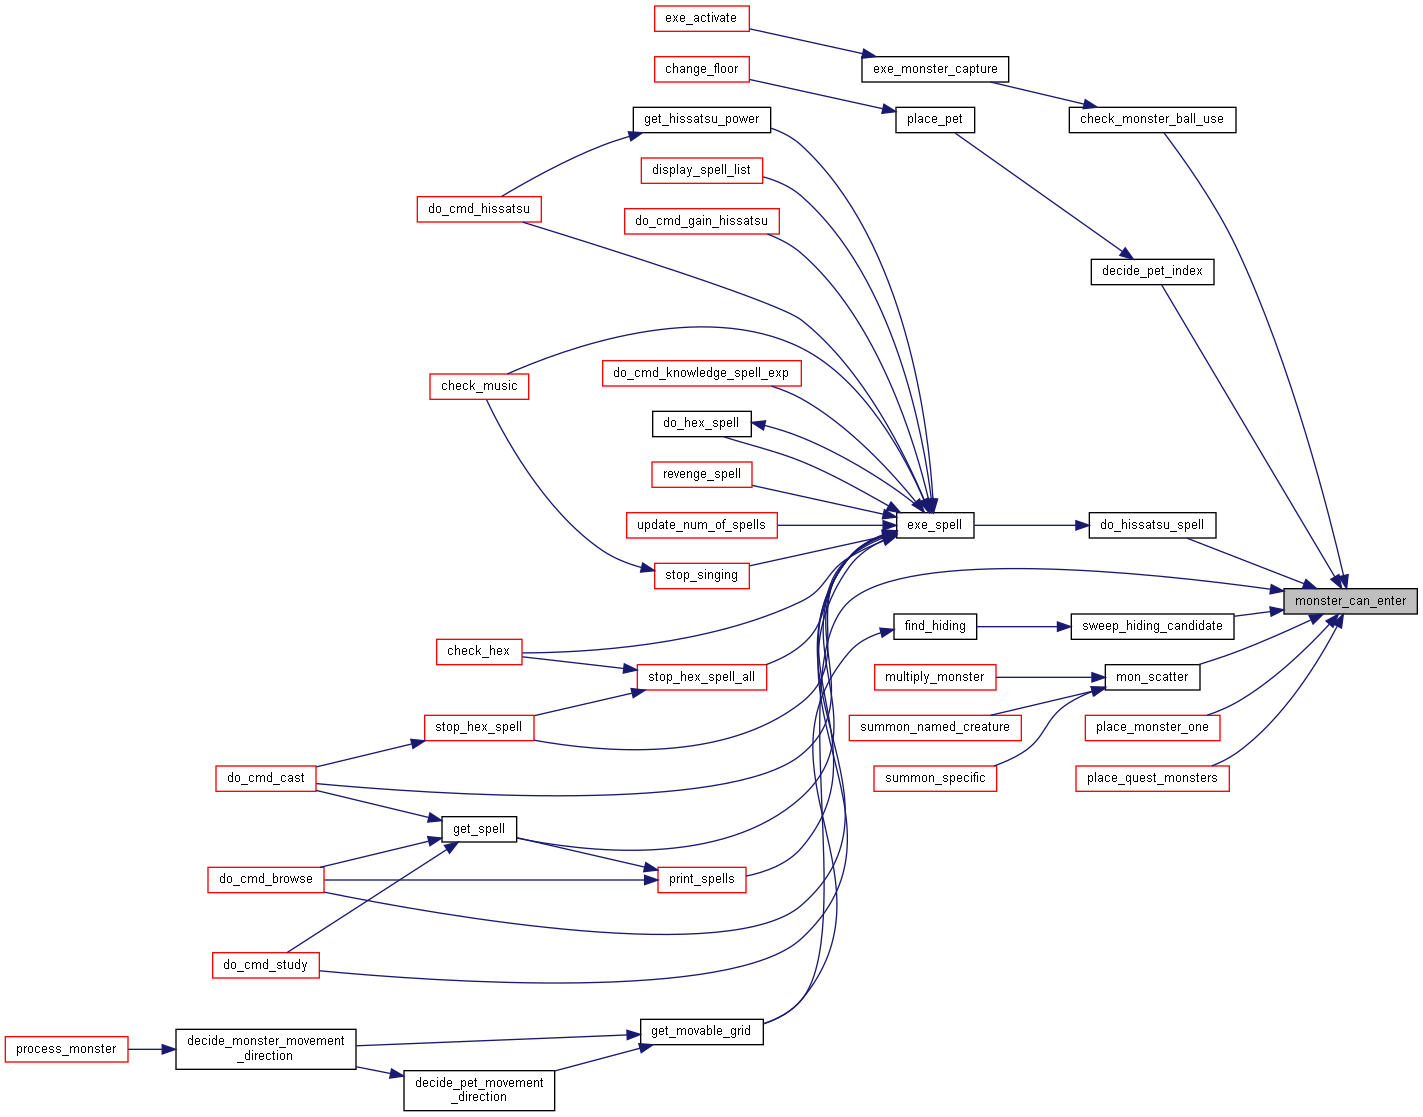 exe_activate
exe_monster_capture
change_floor
get_hissatsu_power
place_pet
check_monster_ball_use
display_spell_list
do_cmd_hissatsu
do_cmd_gain_hissatsu
decide_pet_index
check_music
do_cmd_knowledge_spell_exp
do_hex_spell
revenge_spell
update_num_of_spells
exe_spell
do_hissatsu_spell
stop_singing
monster_can_enter
find_hiding
sweep_hiding_candidate
check_hex
stop_hex_spell_all
multiply_monster
mon_scatter
stop_hex_spell
summon_named_creature
place_monster_one
do_cmd_cast
summon_specific
place_quest_monsters
get_spell
do_cmd_browse
print_spells
do_cmd_study
get_movable_grid
process_monster
decide_monster_movement
_direction
decide_pet_movement
_direction